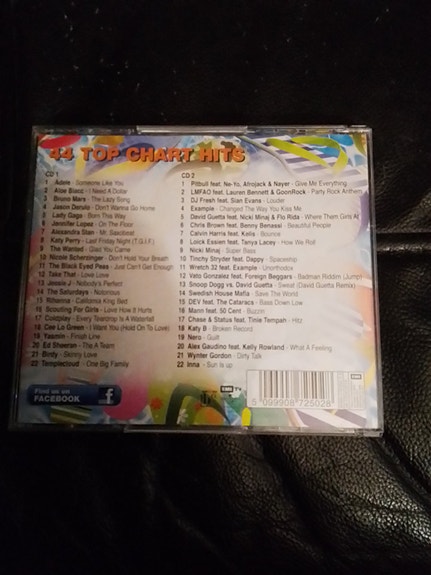 44 TOP CHART HITS
CD 1
1 Adele - Someone Like You
2 Aloe Blacc - I Need A Dollar
3 Bruno Mars - The Lazy Song
4 Jason Derulo - Don't Wanna Go Home
5 Lady Gaga - Born This Way
6 Jennifer Lopez - On The Floor
7 Alexandra Stan - Mr. Saxobeat
8 Katy Perry - Last Friday Night (T.G.I.F.)
9 The Wanted - Glad You Came
10 Nicole Scherzinger - Don't Hold Your Breath
11 The Black Eyed Peas - Just Can't Get Enough
12 Take That - Love Love
13 Jessie J - Nobody's Perfect
14 The Saturdays - Notorious
15 Rihanna - California King Bed
16 Scouting For Girls - Love How It Hurts
17 Coldplay - Every Teardrop Is A Waterfall
18 Cee Lo Green - I Want You (Hold On To Love)
19 Yasmin - Finish Line
20 Ed Sheeran - The A Team
21 Birdy - Skinny Love
22 Templecloud - One Big Family
Find us on
FACEBOOK
f
CD 2
1 Pitbull feat. Ne-Yo, Afrojack & Nayer - Give Me Everything
2 LMFAO feat. Lauren Bennett & GoonRock - Party Rock Anthem
3 DJ Fresh feat. Sian Evans - Louder
4 Example - Changed The Way You Kiss Me
5 David Guetta feat. Nicki Minaj & Flo Rida - Where Them Girls At
6 Chris Brown feat. Benny Benassi - Beautiful People
7 Calvin Harris feat. Kelis - Bounce
8 Loick Essien feat. Tanya Lacey - How We Roll
9 Nicki Minaj - Super Bass
10 Tinchy Stryder feat. Dappy - Spaceship
11 Wretch 32 feat. Example - Unorthodox
12 Vato Gonzalez feat. Foreign Beggars - Badman Riddim (Jump)
13 Snoop Dogg vs. David Guetta - Sweat (David Guetta Remix)
14 Swedish House Mafia - Save The World
15 DEV feat. The Cataracs - Bass Down Low
16 Mann feat. 50 Cent - Buzzin
17 Chase & Status feat. Tinie Tempah - Hitz
18 Katy B - Broken Record
19 Nero - Guilt
20 Alex Gaudino feat. Kelly Rowland - What A Feeling
21 Wynter Gordon - Dirty Talk
22 Inna - Sun Is Up
EMI TV
5 099908 725028
EMI